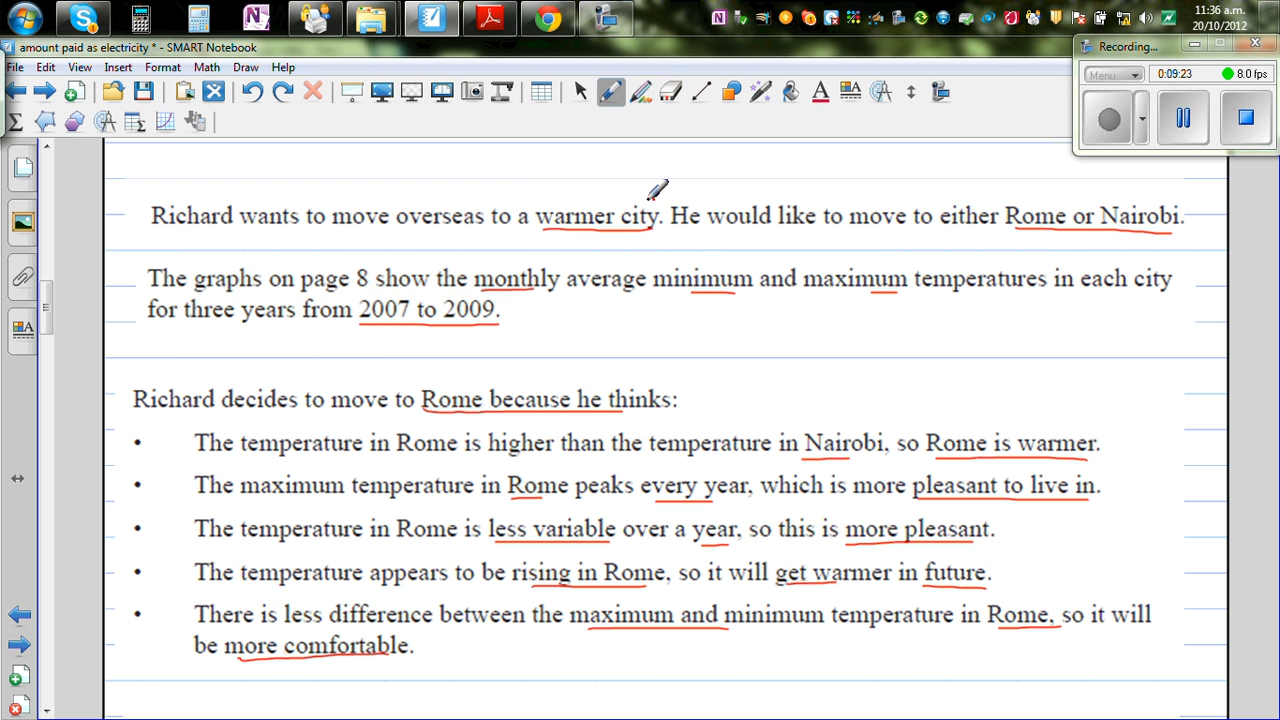 11:36 a.m.
20/10/2012
amount paid as electricity * - SMART Notebook
Recording...
File Edit View Insert Format Math Draw Help
Menu 0:09:23 8.0 fps
Richard wants to move overseas to a warmer city. He would like to move to either Rome or Nairobi.
The graphs on page 8 show the monthly average minimum and maximum temperatures in each city
for three years from 2007 to 2009.
Richard decides to move to Rome because he thinks:
• The temperature in Rome is higher than the temperature in Nairobi, so Rome is warmer.
• The maximum temperature in Rome peaks every year, which is more pleasant to live in.
• The temperature in Rome is less variable over a year, so this is more pleasant.
• The temperature appears to be rising in Rome, so it will get warmer in future.
• There is less difference between the maximum and minimum temperature in Rome, so it will
be more comfortable.